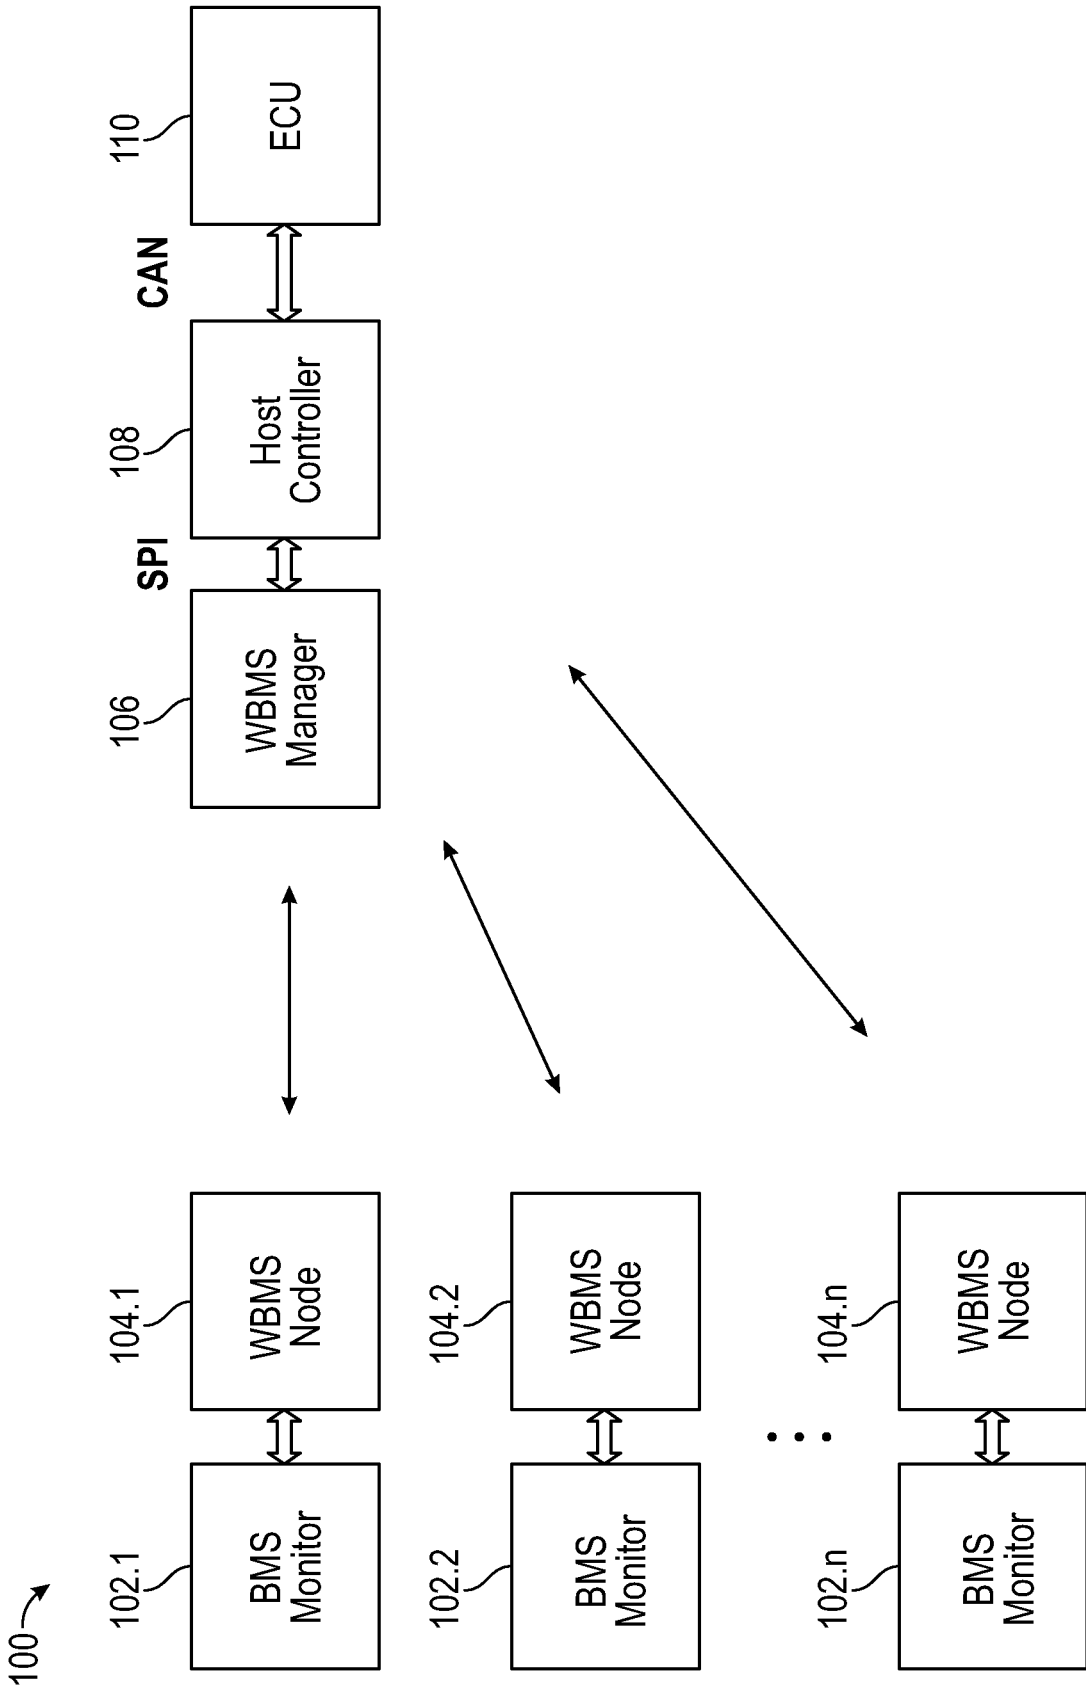 100
102.1
BMS
Monitor
104.1
WBMS
Node
106
WBMS
Manager
SPI
108
Host
Controller
CAN
110
ECU
102.2
BMS
Monitor
104.2
WBMS
Node
102.n
BMS
Monitor
104.n
WBMS
Node